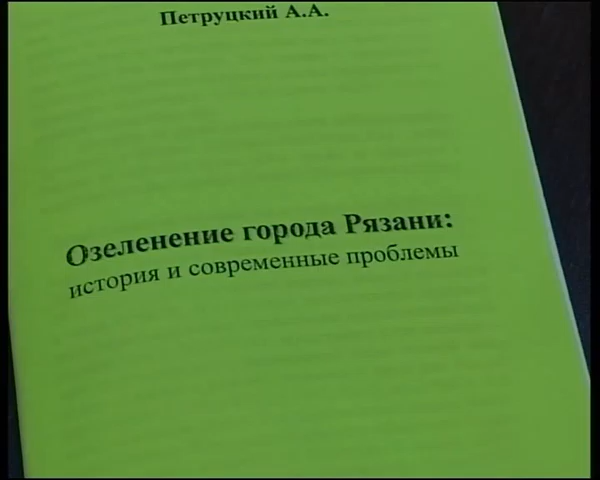 Петруцкий А.А.
Озеленение города Рязани:
история и современные проблемы